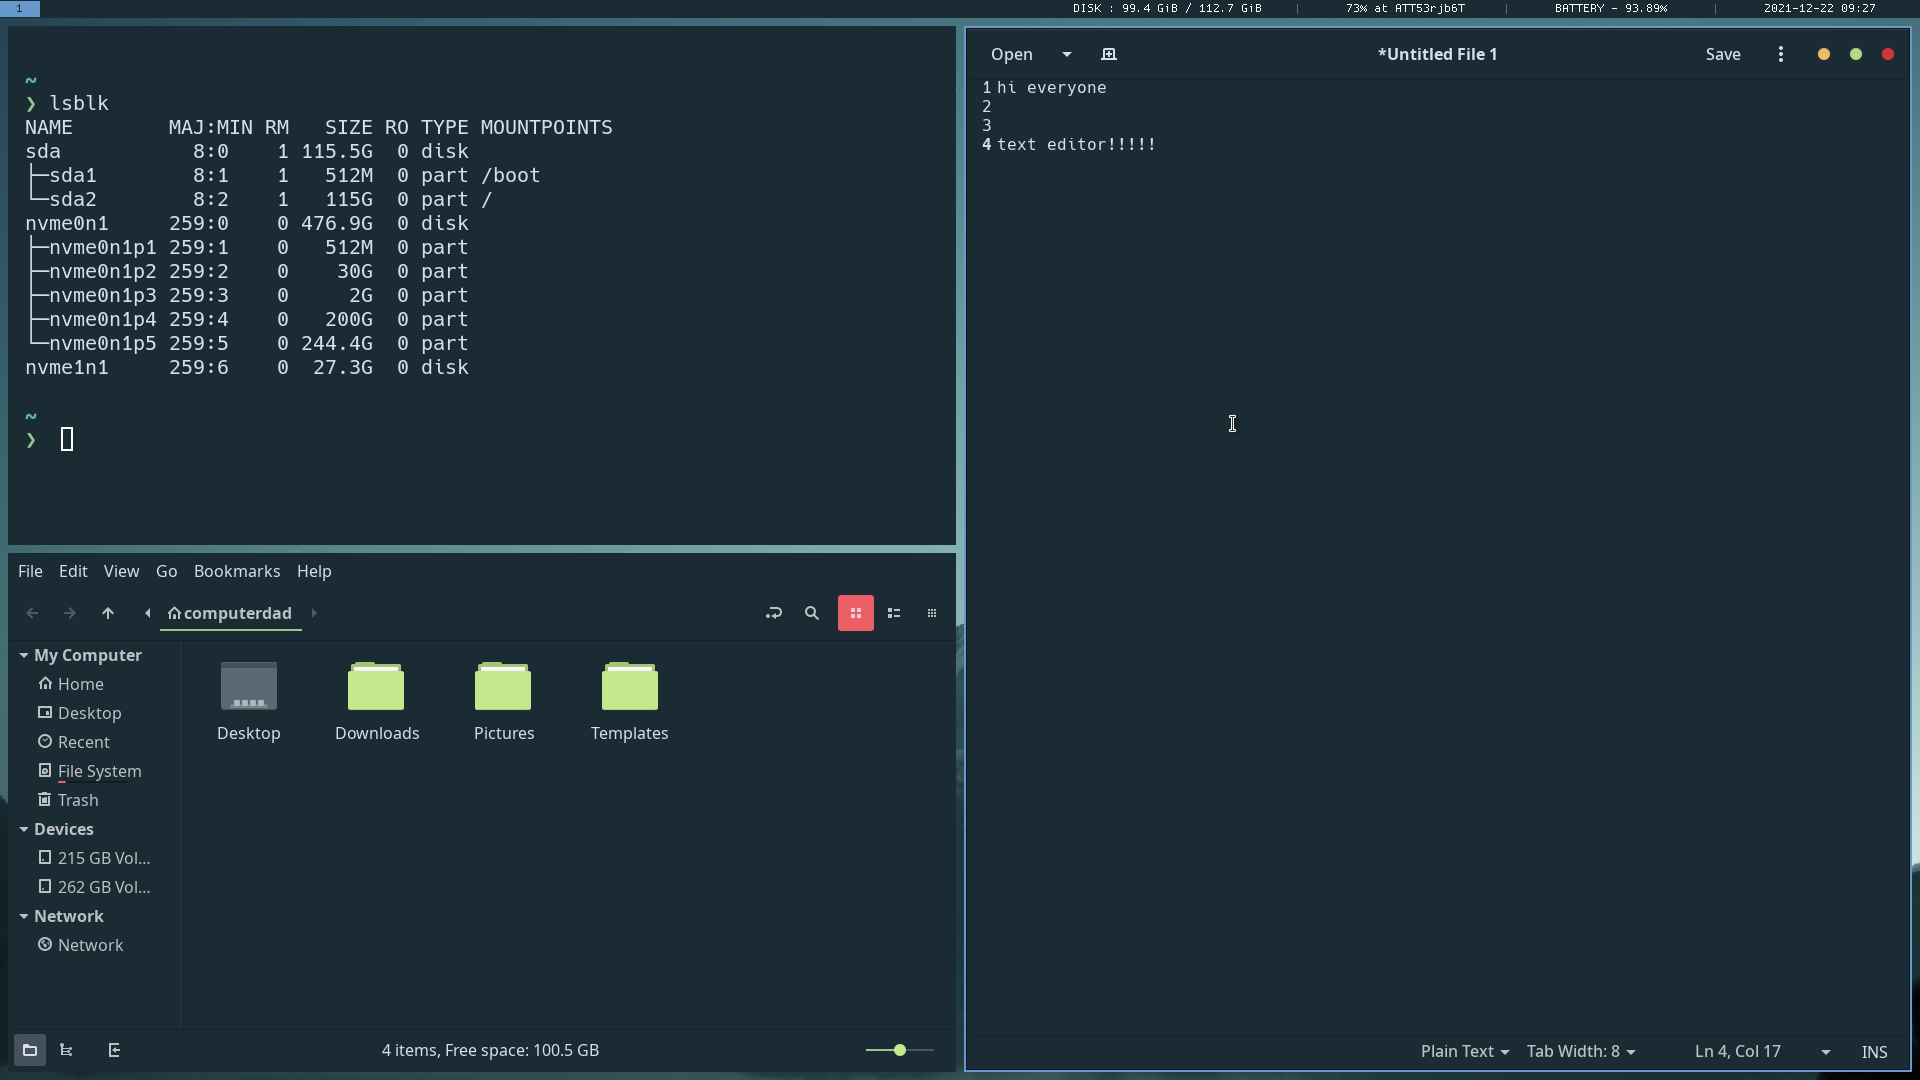 1
DISK : 99.4 GiB / 112.7 GiB | 73% at ATT53rjb6T | BATTERY - 93.89% | 2021-12-22 09:27
~
❯ lsblk
NAME        MAJ:MIN RM   SIZE RO TYPE MOUNTPOINTS
sda           8:0    1 115.5G  0 disk
├─sda1        8:1    1   512M  0 part /boot
└─sda2        8:2    1   115G  0 part /
nvme0n1     259:0    0 476.9G  0 disk
├─nvme0n1p1 259:1    0   512M  0 part
├─nvme0n1p2 259:2    0    30G  0 part
├─nvme0n1p3 259:3    0     2G  0 part
├─nvme0n1p4 259:4    0   200G  0 part
└─nvme0n1p5 259:5    0 244.4G  0 part
nvme1n1     259:6    0  27.3G  0 disk
~
❯
File Edit View Go Bookmarks Help
computerdad
My Computer
Home
Desktop
Recent
File System
Trash
Devices
215 GB Vol...
262 GB Vol...
Network
Network
Desktop Downloads Pictures Templates
4 items, Free space: 100.5 GB
Open *Untitled File 1 Save
1 hi everyone
2
3
4 text editor!!!!!
Plain Text Tab Width: 8 Ln 4, Col 17 INS